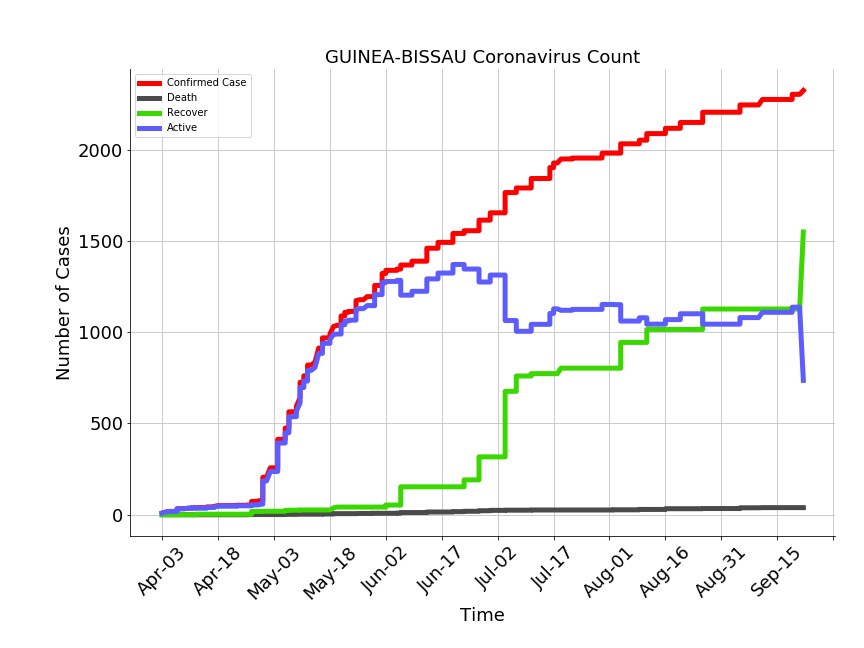 GUINEA-BISSAU Coronavirus Count
Confirmed Case
Death
Recover
Active
Number of Cases
2000
1500
1000
500
0
Apr-03
Apr-18
May-03
May-18
Jun-02
Jun-17
Jul-02
Jul-17
Aug-01
Aug-16
Aug-31
Sep-15
Time